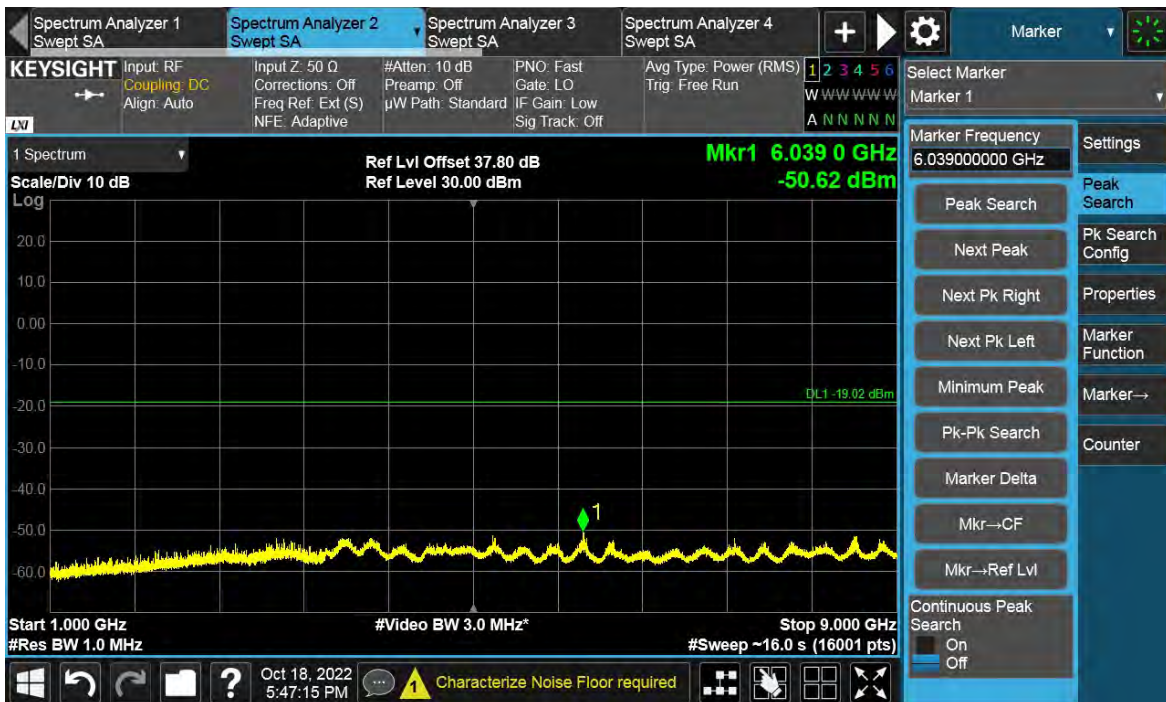 Spectrum Analyzer 1
Swept SA
Spectrum Analyzer 2
Swept SA
Spectrum Analyzer 3
Swept SA
Spectrum Analyzer 4
Swept SA
+
Marker
KEYSIGHT
LXI
Input: RF
Coupling: DC
Align: Auto
Input Z: 50 Ω
Corrections: Off
Freq Ref: Ext (S)
NFE: Adaptive
#Atten: 10 dB
Preamp: Off
µW Path: Standard
PNO: Fast
Gate: LO
IF Gain: Low
Sig Track: Off
Avg Type: Power (RMS)
Trig: Free Run
1 2 3 4 5 6
W W W W W W
A N N N N N
Select Marker
Marker 1
1 Spectrum
Scale/Div 10 dB
Log
Ref Lvl Offset 37.80 dB
Ref Level 30.00 dBm
Mkr1 6.039 0 GHz
-50.62 dBm
20.0
10.0
0.00
-10.0
-20.0
-30.0
-40.0
-50.0
-60.0
DL1 -19.02 dBm
1
Start 1.000 GHz
#Res BW 1.0 MHz
#Video BW 3.0 MHz*
Stop 9.000 GHz
#Sweep ~16.0 s (16001 pts)
Marker Frequency
6.039000000 GHz
Peak Search
Next Peak
Next Pk Right
Next Pk Left
Minimum Peak
Pk-Pk Search
Marker Delta
Mkr→CF
Mkr→Ref Lvl
Continuous Peak
Search
On
Off
Settings
Peak
Search
Pk Search
Config
Properties
Marker
Function
Marker→
Counter
?
Oct 18, 2022
5:47:15 PM
1
Characterize Noise Floor required